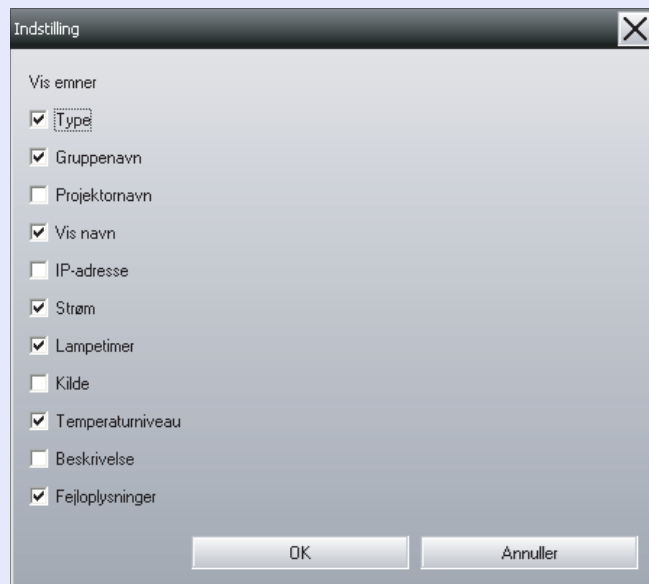 Indstilling
Vis emner
Type
Gruppenavn
Projektornavn
Vis navn
IP-adresse
Strøm
Lampetimer
Kilde
Temperaturniveau
Beskrivelse
Fejloplysninger
OK Annuller